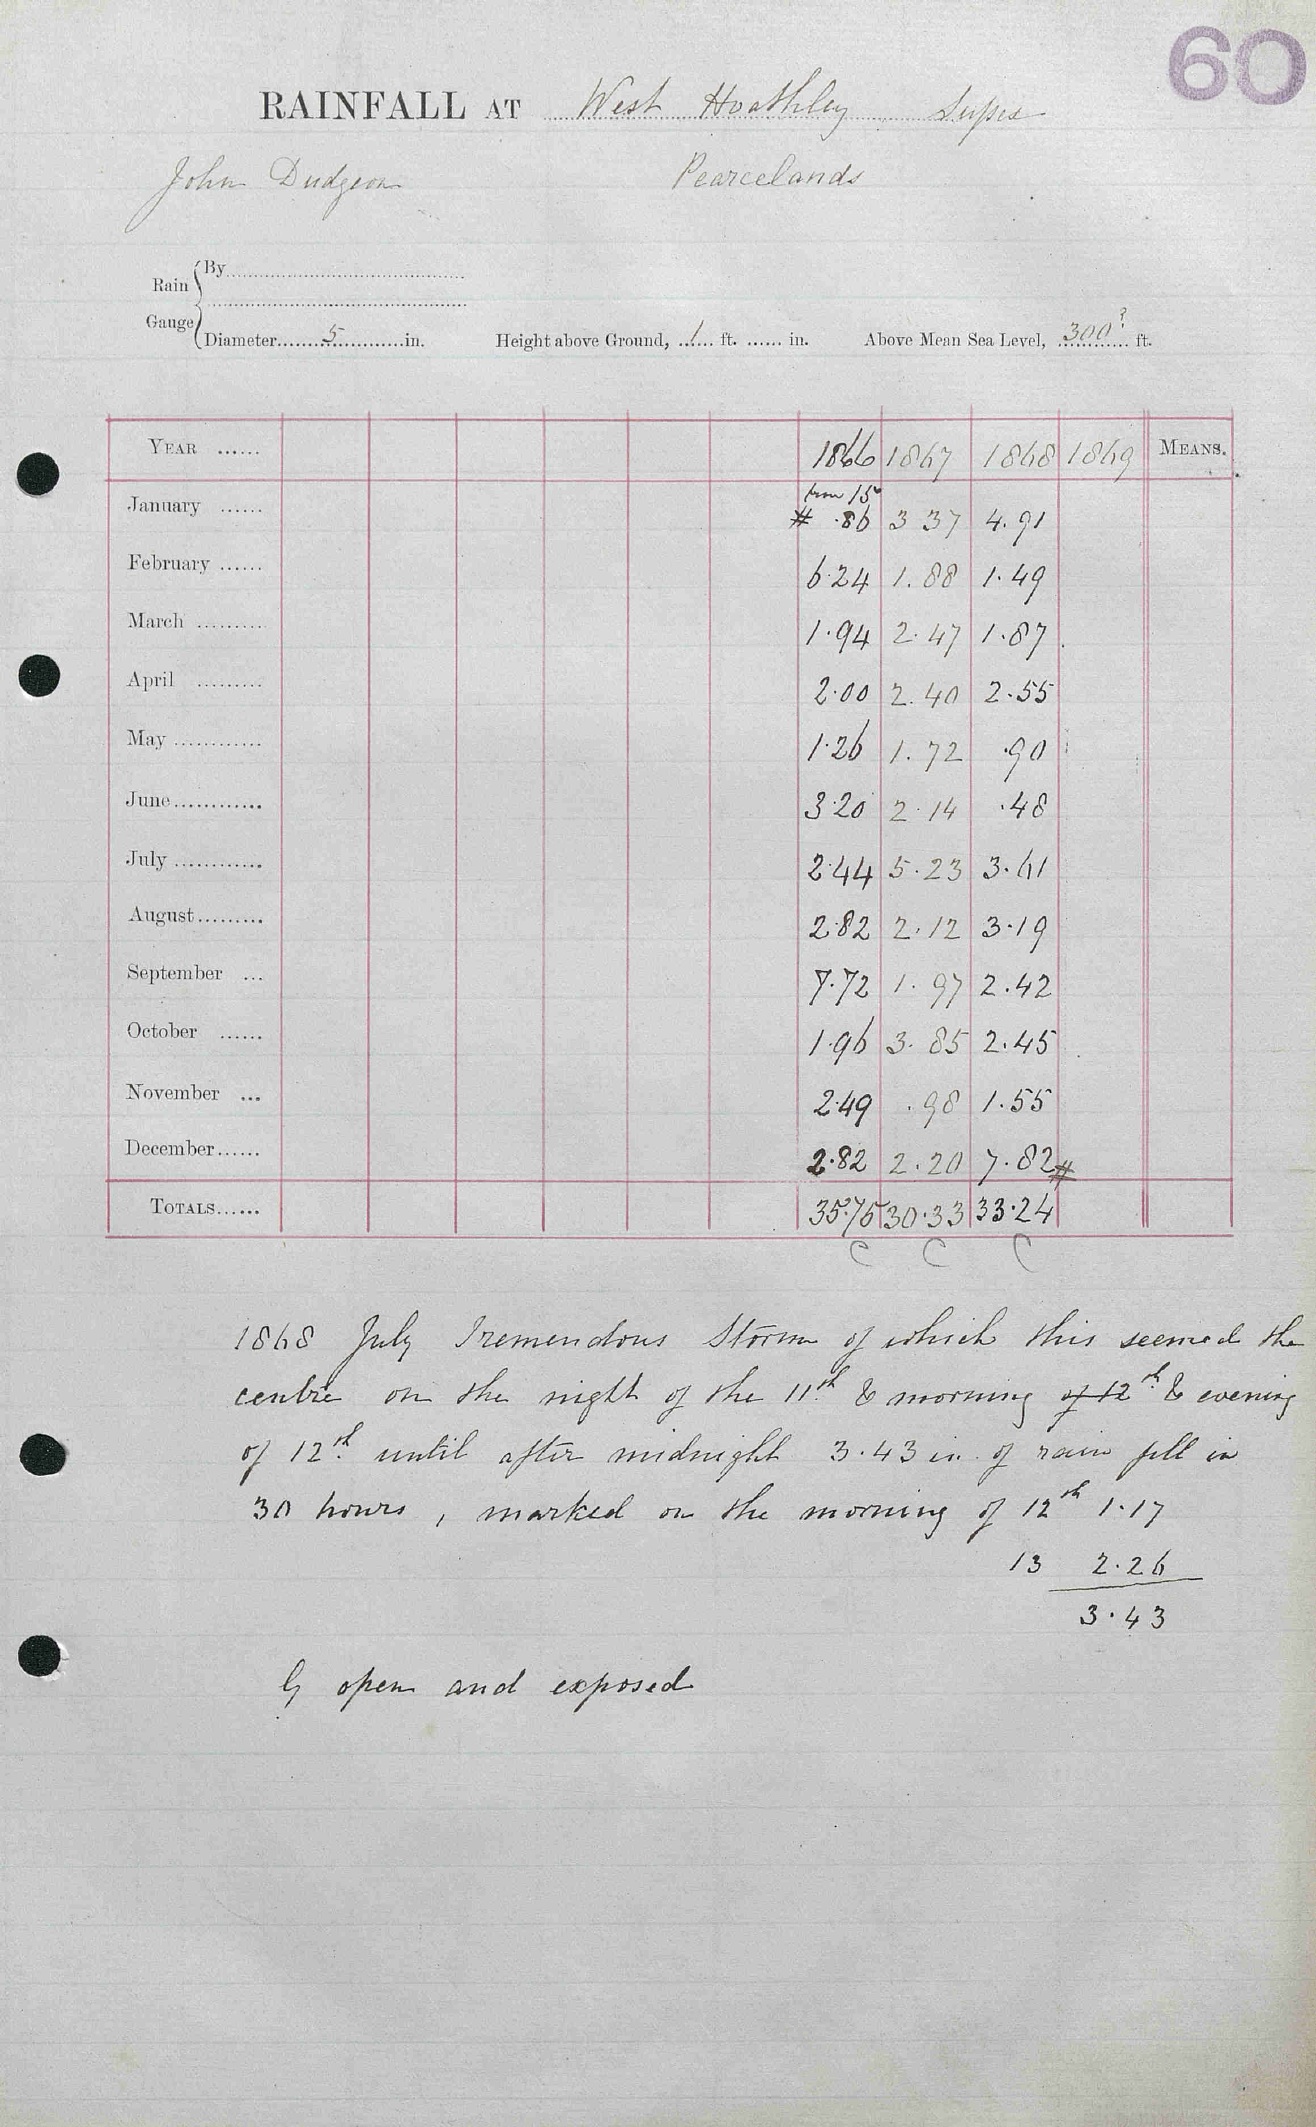 60
RAINFALL AT West Hoathley Sussex
John Dudgeon Pearcelands
Rain Gauge
By
Diameter 5 in. Height above Ground, 1 ft. in. Above Mean Sea Level, 300? ft.
YEAR 1866 1867 1868 1869 MEANS.
from 15
January # .86 3 37 4.91
February 6.24 1.88 1.49
March 1.94 2.47 1.87
April 2.00 2.40 2.55
May 1.26 1.72 .90
June 3.20 2.14 .48
July 2.44 5.23 3.61
August 2.82 2.12 3.19
September 7.72 1.97 2.42
October 1.96 3.85 2.45
November 2.49 .98 1.55
December 2.82 2.20 7.82 #
TOTALS 35.75 30.33 33.24
C C C
1868 July Tremendous Storm of which this seemed the
centre on the night of the 11th & morning of 12th & evening
of 12th until after midnight 3.43 in. of rain fell in
30 hours, marked on the morning of 12th 1.17
13 2.26
3.43
G open and exposed